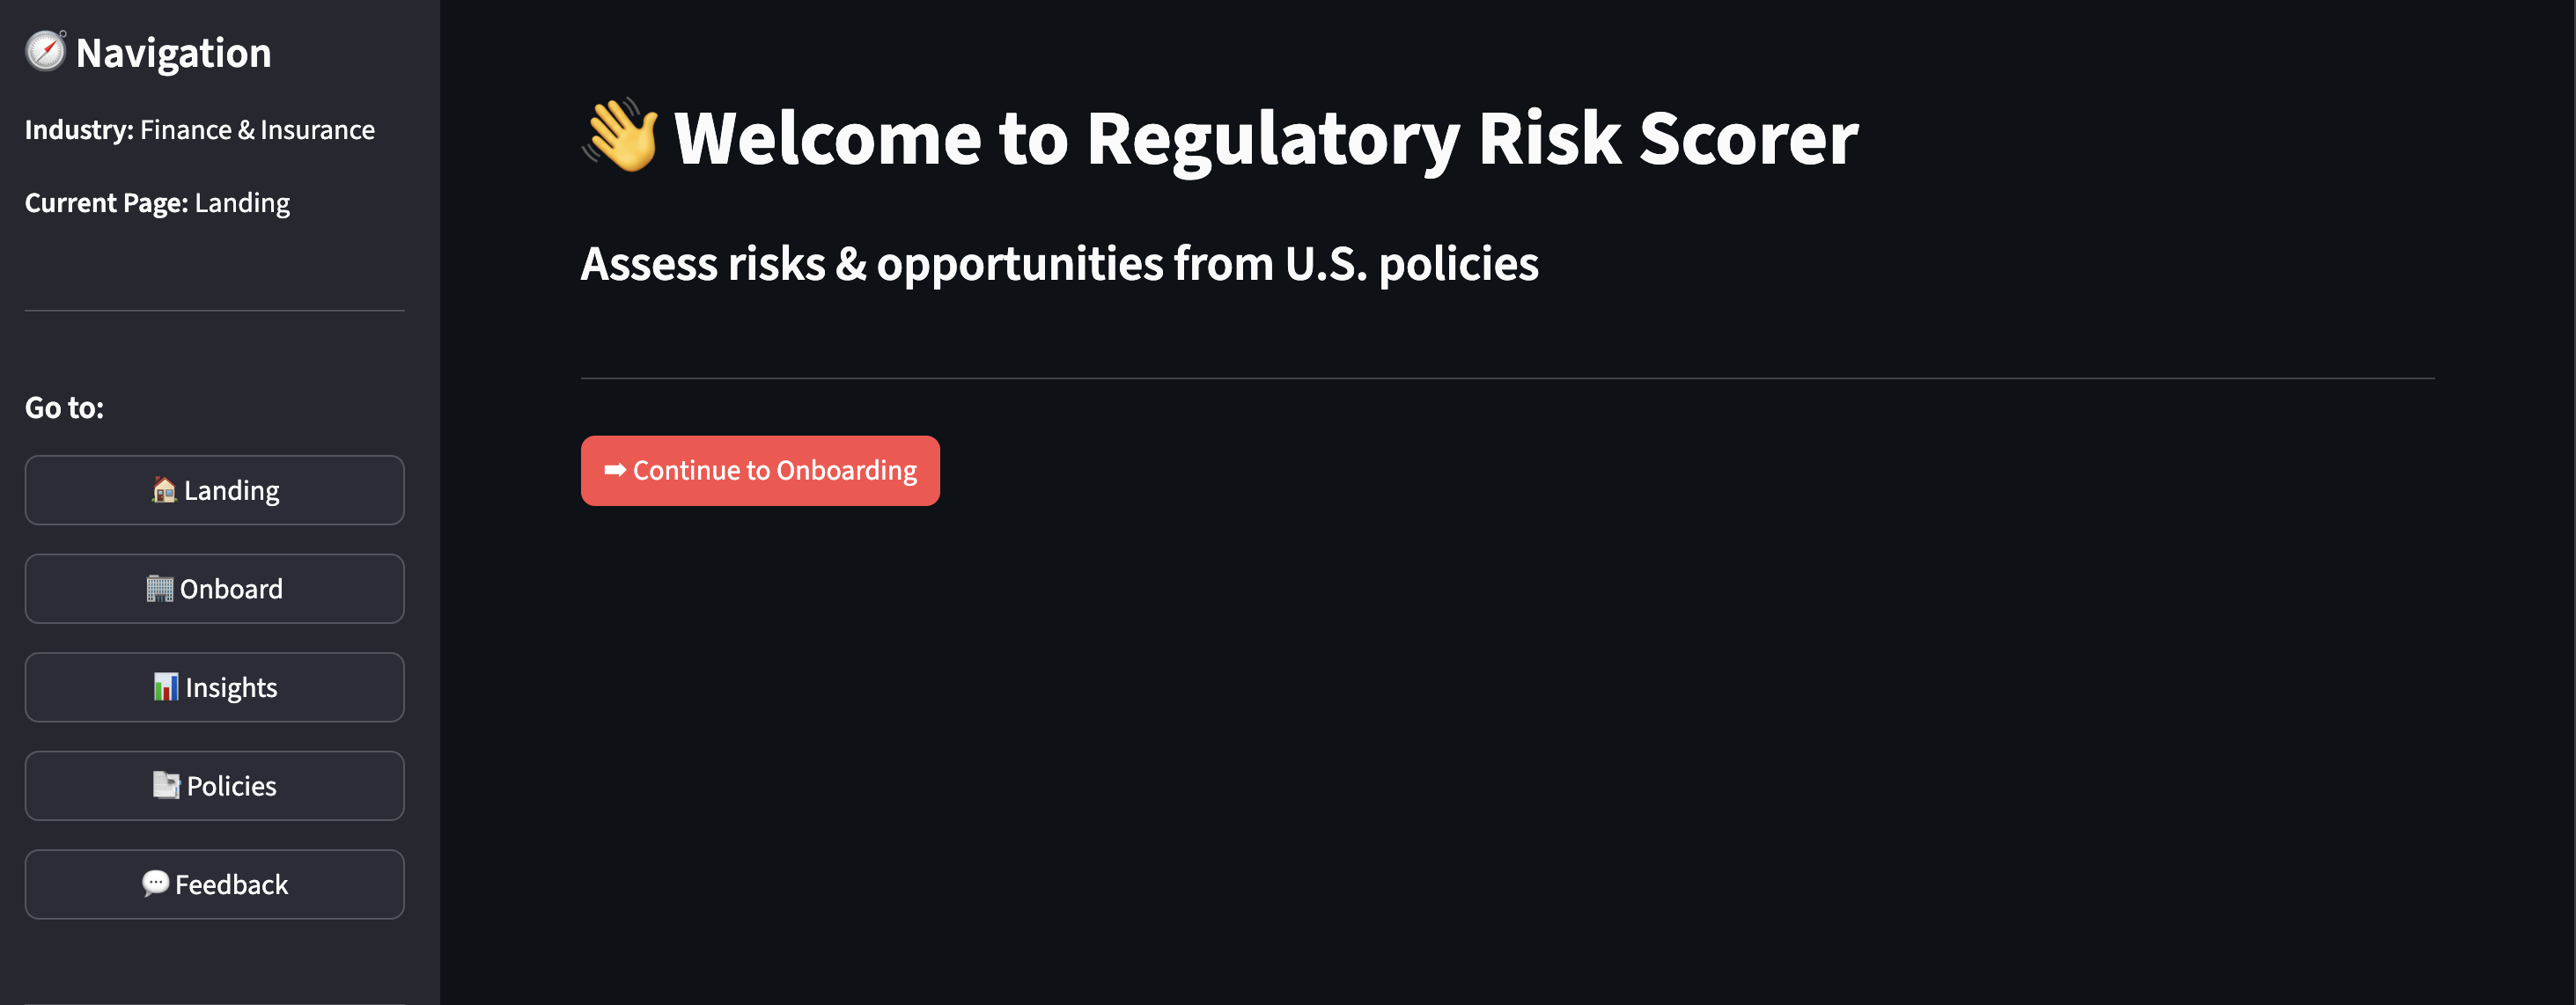 Navigation
Industry: Finance & Insurance
Current Page: Landing
Go to:
Landing
Onboard
Insights
Policies
Feedback
👋 Welcome to Regulatory Risk Scorer
Assess risks & opportunities from U.S. policies
➡ Continue to Onboarding